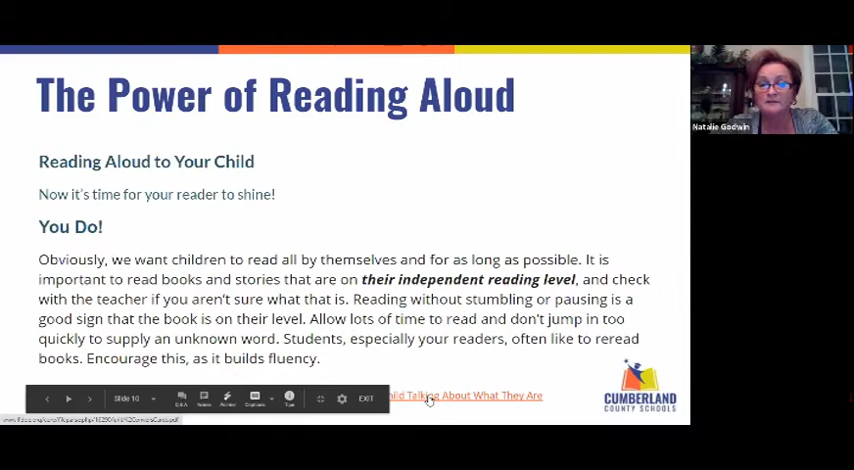 The Power of Reading Aloud
Natalie Godwin
Reading Aloud to Your Child
Now it's time for your reader to shine!
You Do!
Obviously, we want children to read all by themselves and for as long as possible. It is
important to read books and stories that are on their independent reading level, and check
with the teacher if you aren't sure what that is. Reading without stumbling or pausing is a
good sign that the book is on their level. Allow lots of time to read and don't jump in too
quickly to supply an unknown word. Students, especially your readers, often like to reread
books. Encourage this, as it builds fluency.
Slide 10
Q&A
Notes
Pointer
Captions
EXIT
Talking About What They Are
CUMBERLAND
COUNTY SCHOOLS